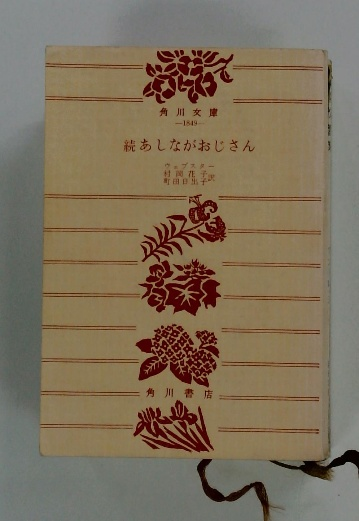 角川文庫
—1849—
続あしながおじさん
ウェブスター
村岡花子
町田日出子訳
角川書店